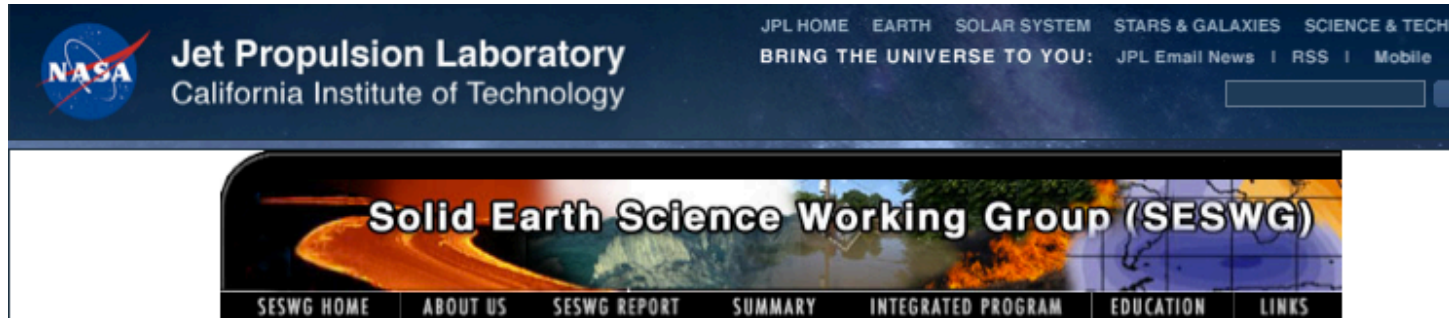 NASA
Jet Propulsion Laboratory
California Institute of Technology
JPL HOME EARTH SOLAR SYSTEM STARS & GALAXIES SCIENCE & TECH
BRING THE UNIVERSE TO YOU: JPL Email News | RSS | Mobile
Solid Earth Science Working Group (SESWG)
SESWG HOME ABOUT US SESWG REPORT SUMMARY INTEGRATED PROGRAM EDUCATION LINKS